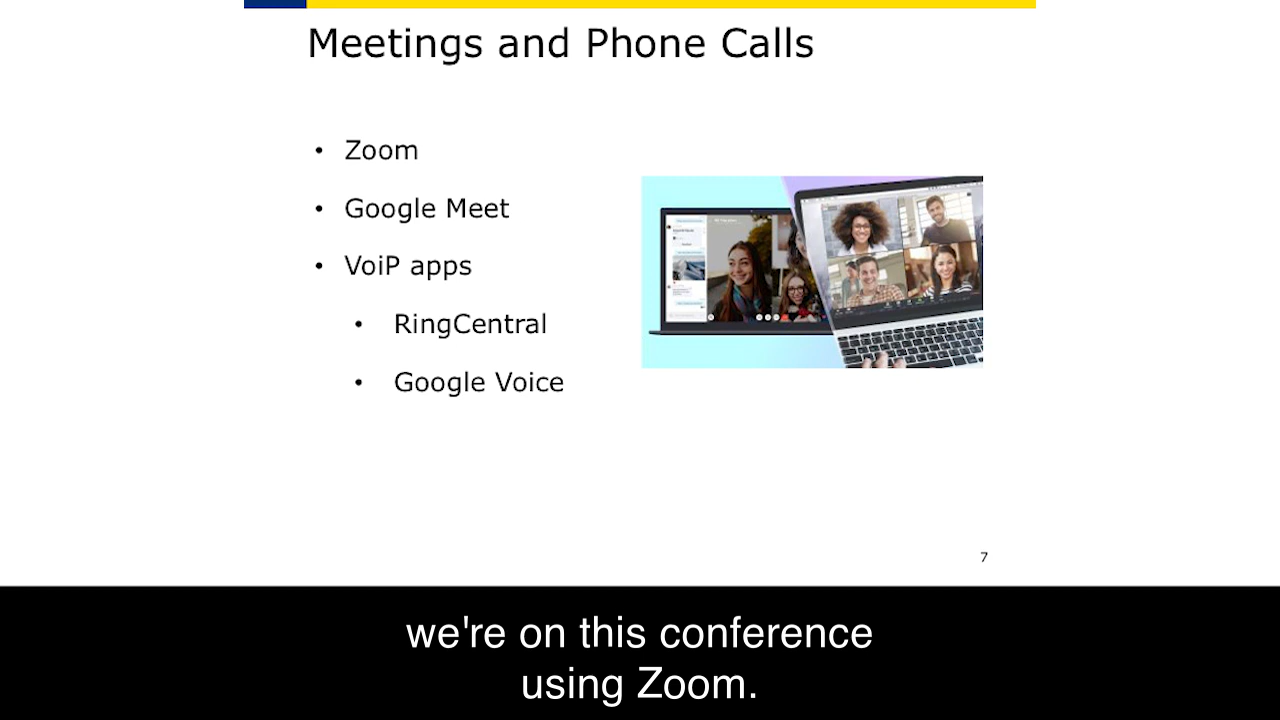 Meetings and Phone Calls
• Zoom
• Google Meet
• VoiP apps
• RingCentral
• Google Voice
7
we're on this conference
using Zoom.